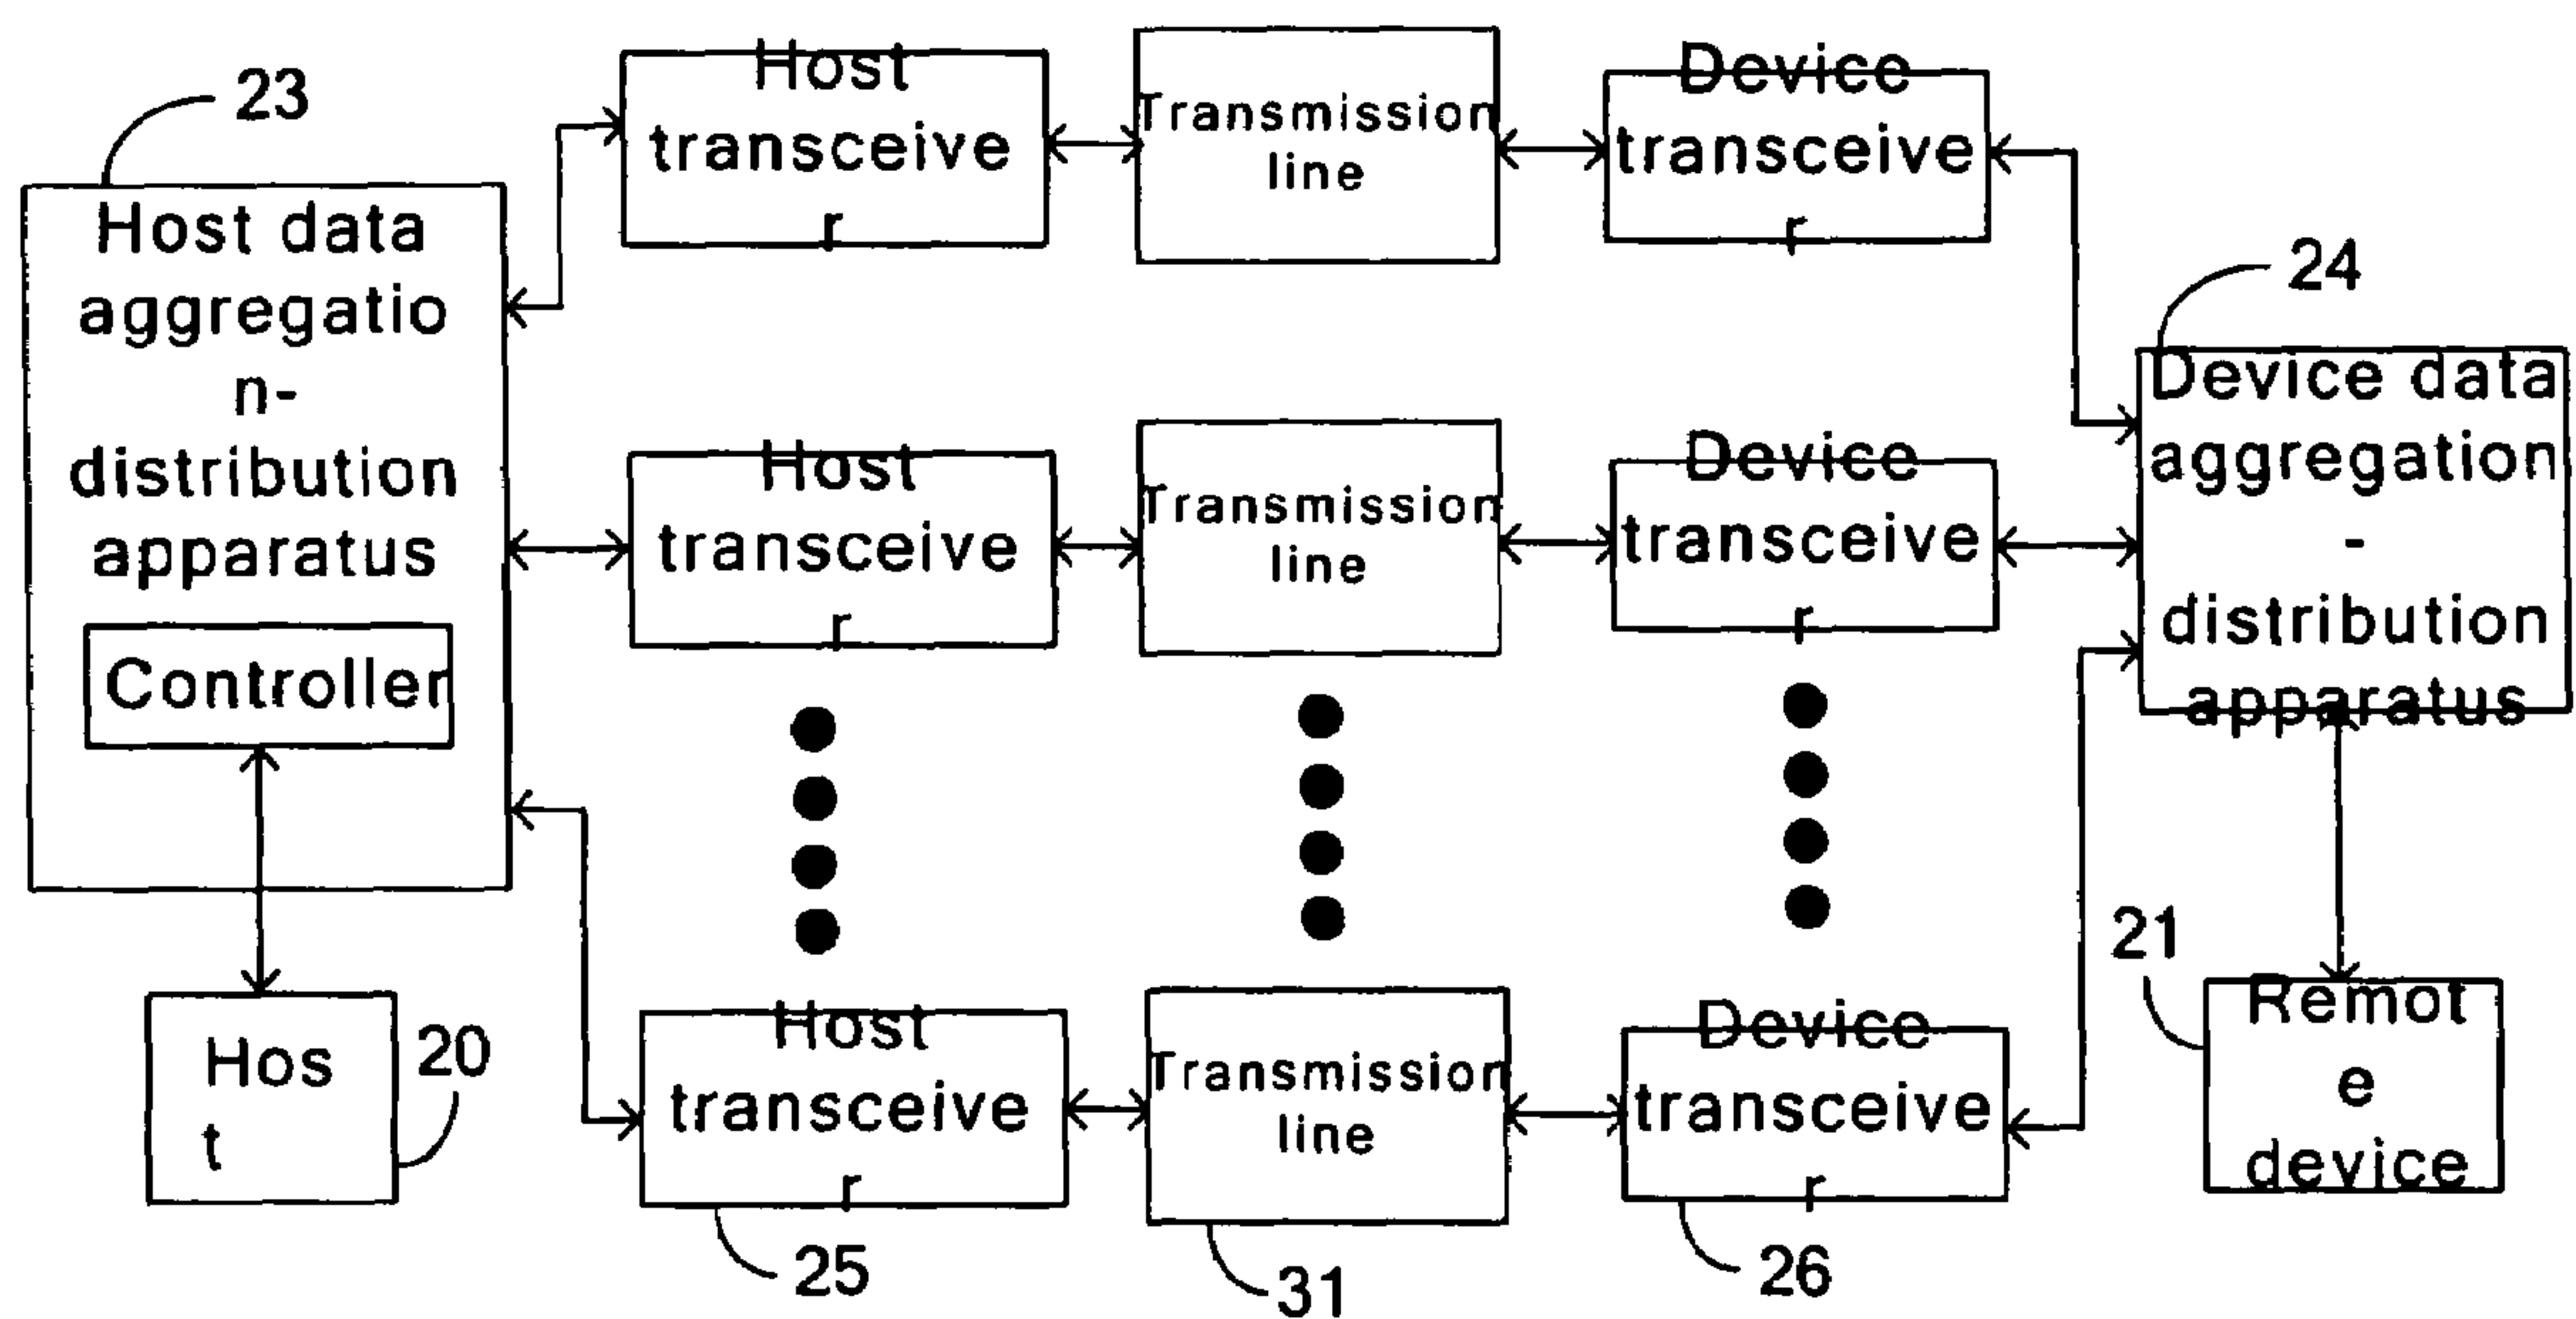 23
Host data
aggregatio
n-
distribution
apparatus
Controller
Hos
t
20
Host
transceive
r
Transmission
line
Device
transceive
r
Host
transceive
r
Transmission
line
Device
transceive
r
Host
transceive
r
25
Transmission
line
31
Device
transceive
r
26
24
Device data
aggregation
-
distribution
apparatus
21
Remot
e
device